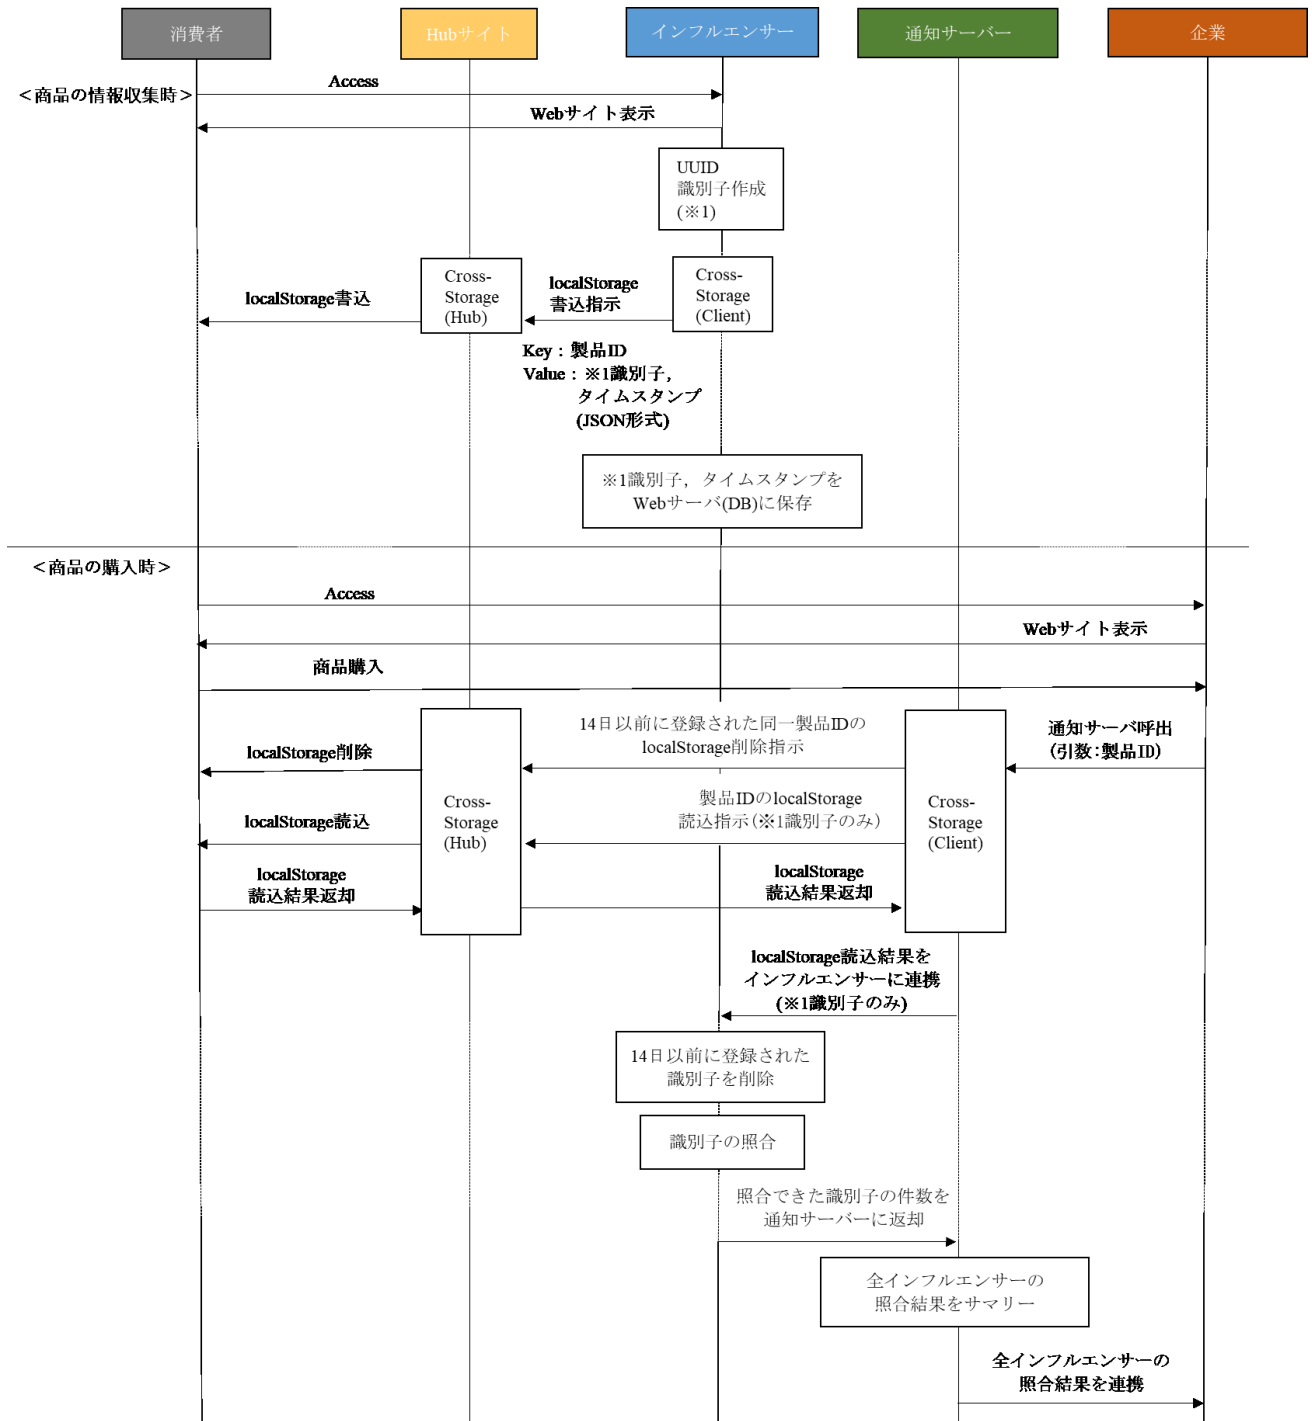 消費者
Hubサイト
インフルエンサー
通知サーバー
企業
＜商品の情報収集時＞
Access
Webサイト表示
UUID
識別子作成
(※1)
Cross-
Storage
(Hub)
Cross-
Storage
(Client)
localStorage書込
localStorage
書込指示
Key：製品ID
Value：※1識別子，
タイムスタンプ
(JSON形式)
※1識別子，タイムスタンプを
Webサーバ(DB)に保存
＜商品の購入時＞
Access
Webサイト表示
商品購入
14日以前に登録された同一製品IDの
localStorage削除指示
通知サーバ呼出
(引数：製品ID)
localStorage削除
Cross-
Storage
(Hub)
製品IDのlocalStorage
読込指示(※1識別子のみ)
Cross-
Storage
(Client)
localStorage読込
localStorage
読込結果返却
localStorage
読込結果返却
localStorage読込結果を
インフルエンサーに連携
(※1識別子のみ)
14日以前に登録された
識別子を削除
識別子の照合
照合できた識別子の件数を
通知サーバーに返却
全インフルエンサーの
照合結果をサマリー
全インフルエンサーの
照合結果を連携